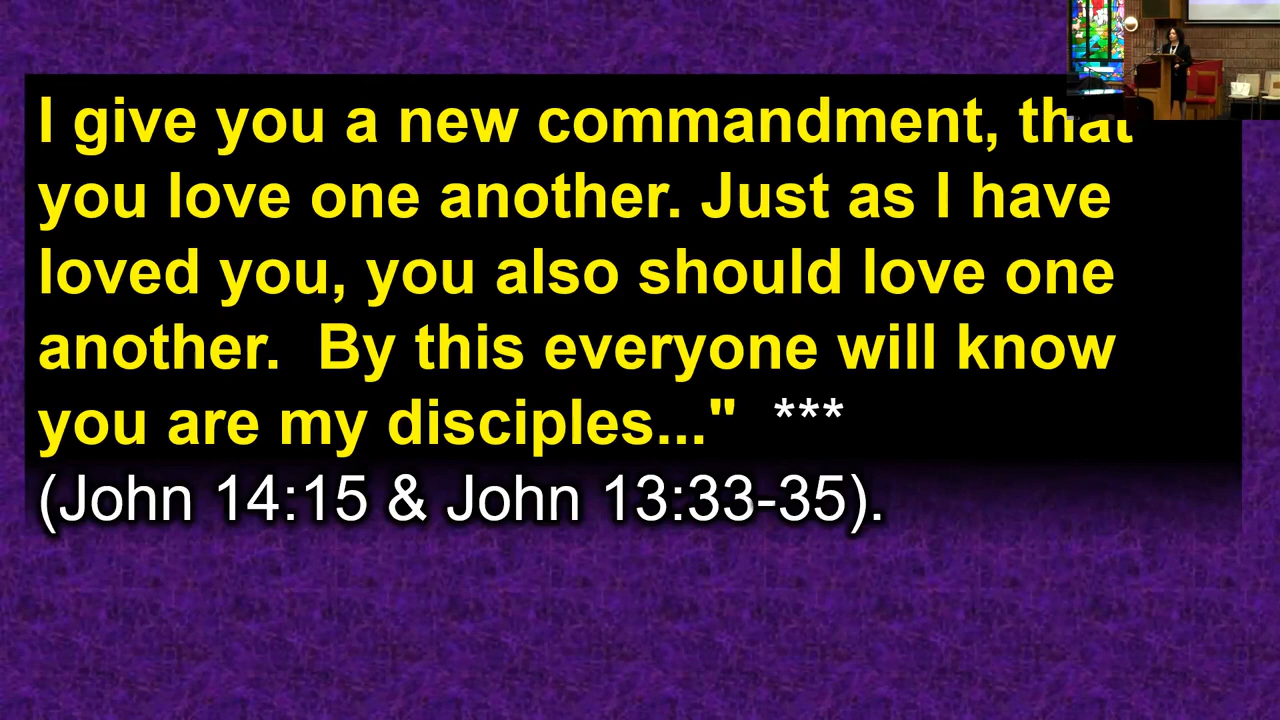 I give you a new commandment, that
you love one another. Just as I have
loved you, you also should love one
another.  By this everyone will know
you are my disciples..."  ***
(John 14:15 & John 13:33-35).